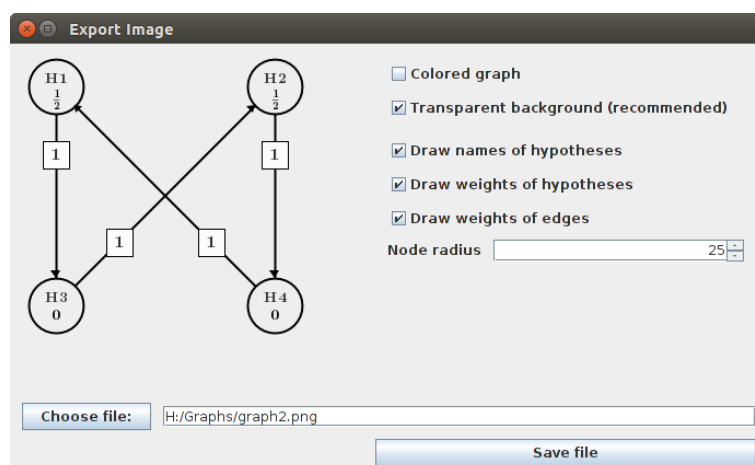 Export Image
H1
1/2
H2
1/2
1
1
1
1
H3
0
H4
0
Colored graph
Transparent background (recommended)
Draw names of hypotheses
Draw weights of hypotheses
Draw weights of edges
Node radius 25
Choose file: H:/Graphs/graph2.png
Save file